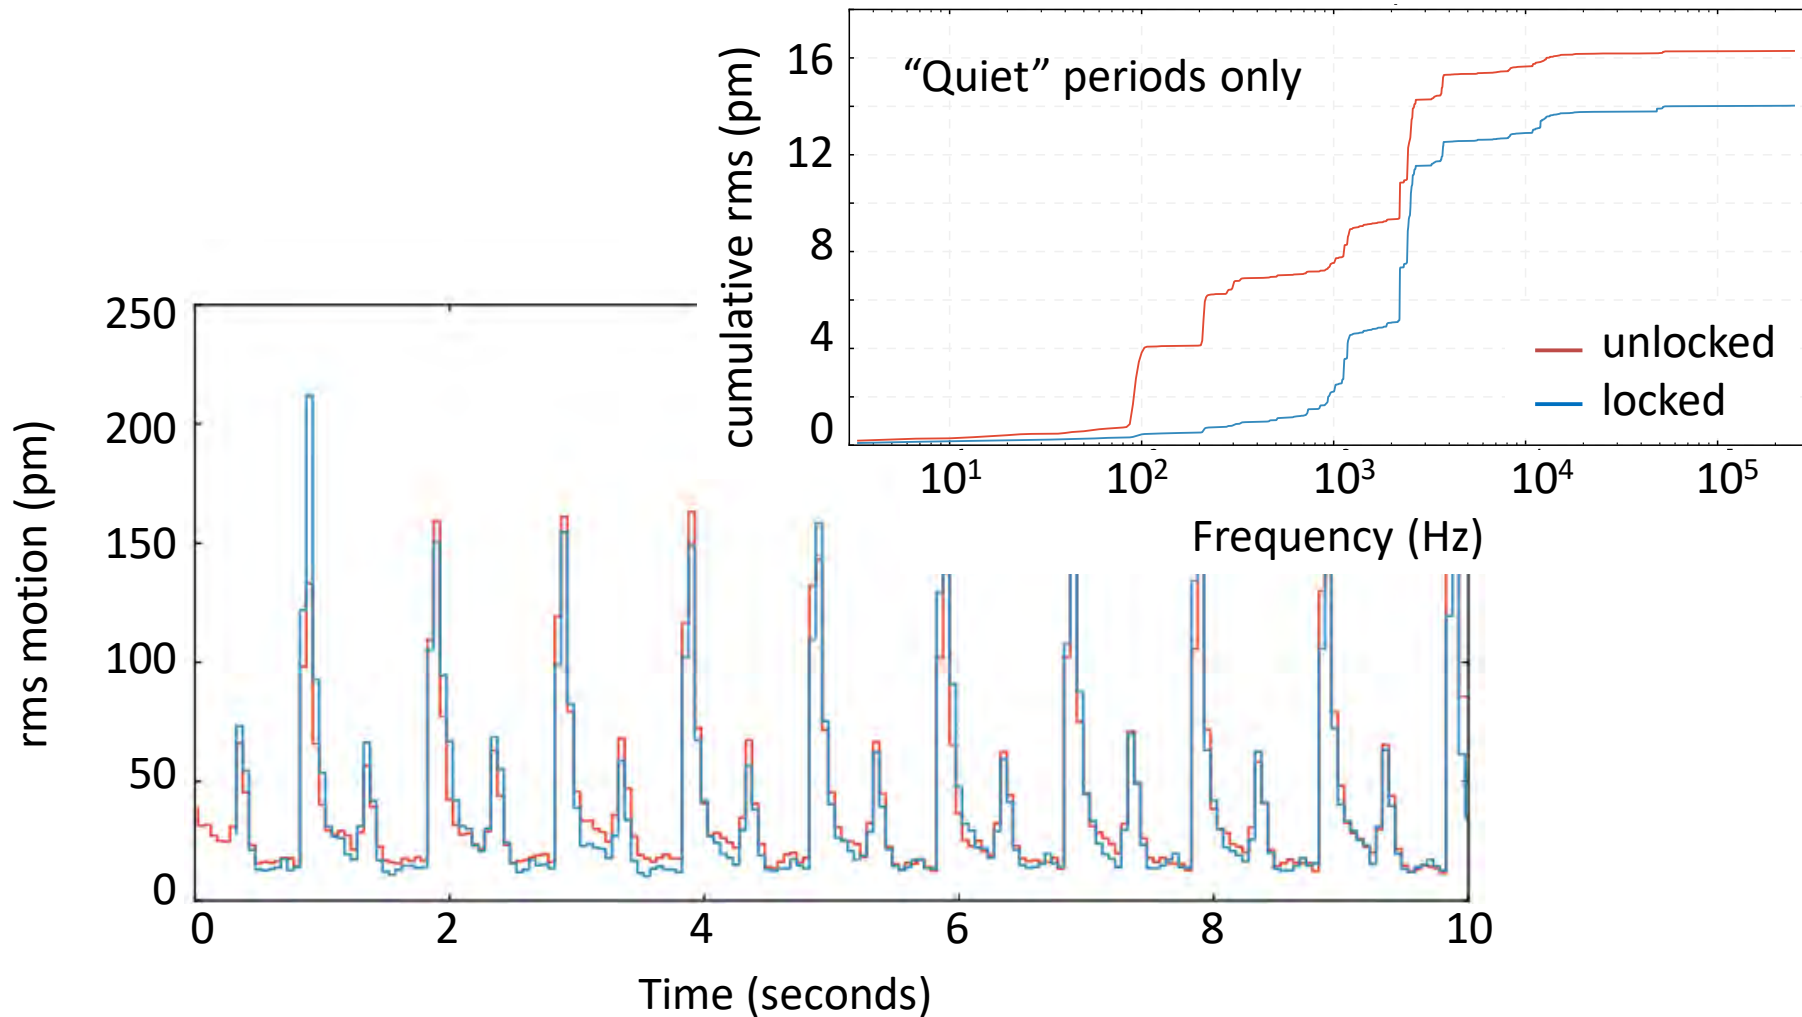 16
12
8
4
0
cumulative rms (pm)
“Quiet” periods only
unlocked
locked
10¹ 10² 10³ 10⁴ 10⁵
Frequency (Hz)
250
200
150
100
50
0
rms motion (pm)
0 2 4 6 8 10
Time (seconds)